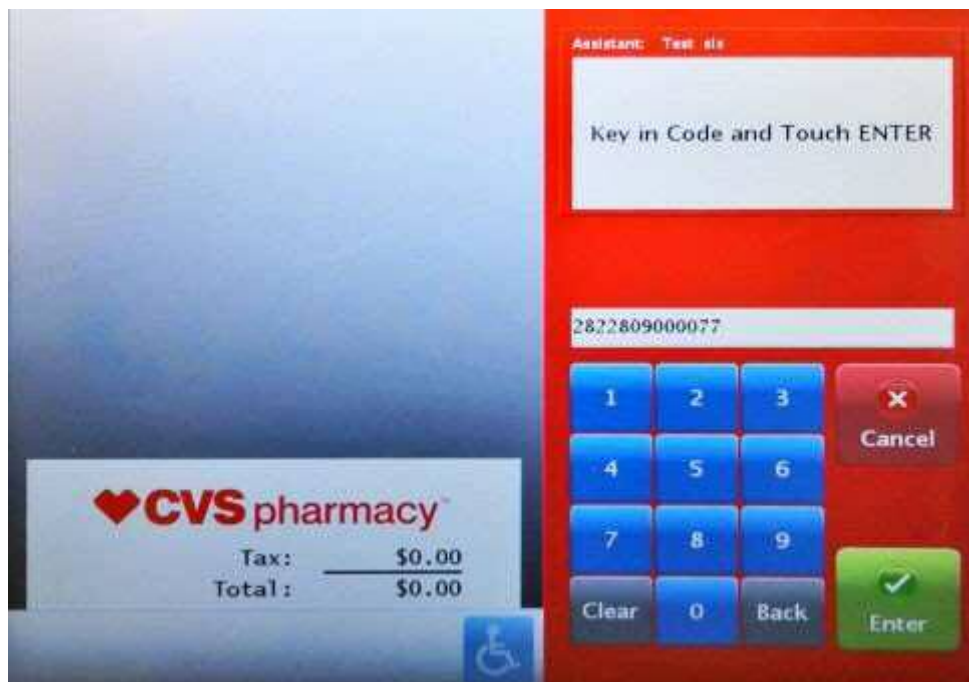 Assistant: Test six
Key in Code and Touch ENTER
2822809000077
1 2 3
Cancel
4 5 6
7 8 9
Clear 0 Back
Enter
CVS pharmacy
Tax: $0.00
Total: $0.00